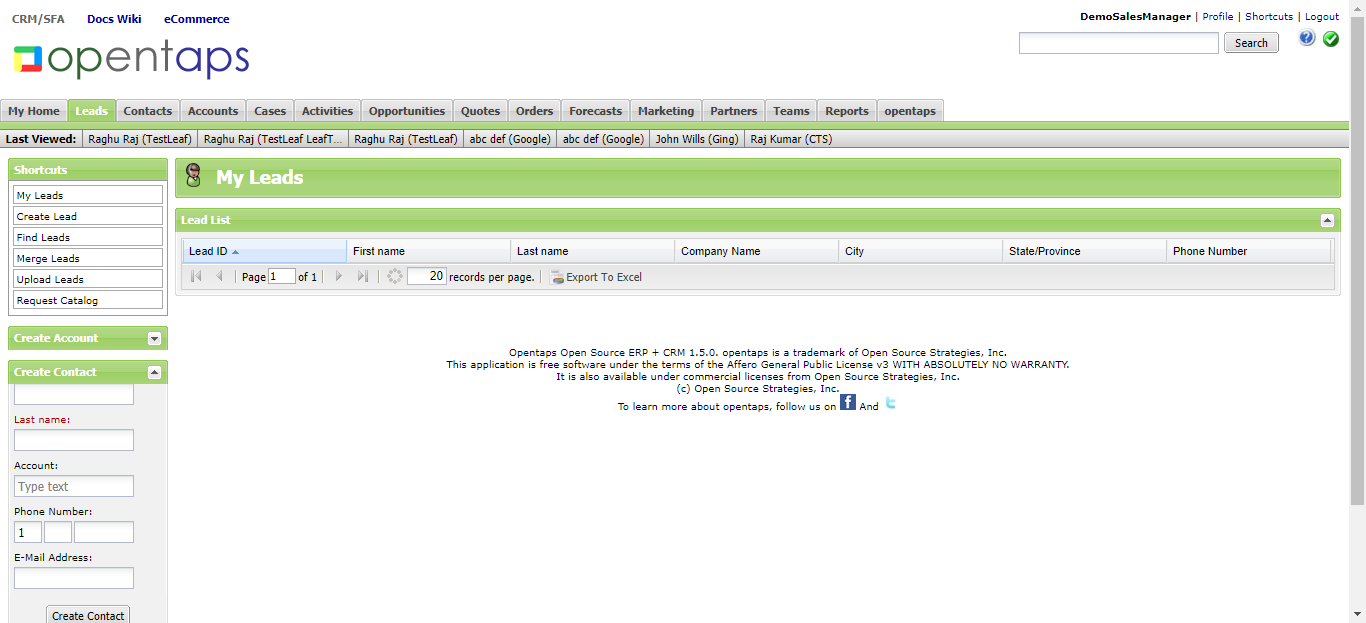 CRM/SFA Docs Wiki eCommerce
DemoSalesManager | Profile | Shortcuts | Logout
opentaps
Search
My Home Leads Contacts Accounts Cases Activities Opportunities Quotes Orders Forecasts Marketing Partners Teams Reports opentaps
Last Viewed: Raghu Raj (TestLeaf) Raghu Raj (TestLeaf LeafT... Raghu Raj (TestLeaf) abc def (Google) abc def (Google) John Wills (Ging) Raj Kumar (CTS)
Shortcuts
My Leads
Create Lead
Find Leads
Merge Leads
Upload Leads
Request Catalog
Create Account
Create Contact
Last name:
Account:
Type text
Phone Number:
1
E-Mail Address:
Create Contact
My Leads
Lead List
Lead ID First name Last name Company Name City State/Province Phone Number
Page 1 of 1 20 records per page. Export To Excel
Opentaps Open Source ERP + CRM 1.5.0. opentaps is a trademark of Open Source Strategies, Inc.
This application is free software under the terms of the Affero General Public License v3 WITH ABSOLUTELY NO WARRANTY.
It is also available under commercial licenses from Open Source Strategies, Inc.
(c) Open Source Strategies, Inc.
To learn more about opentaps, follow us on f And t